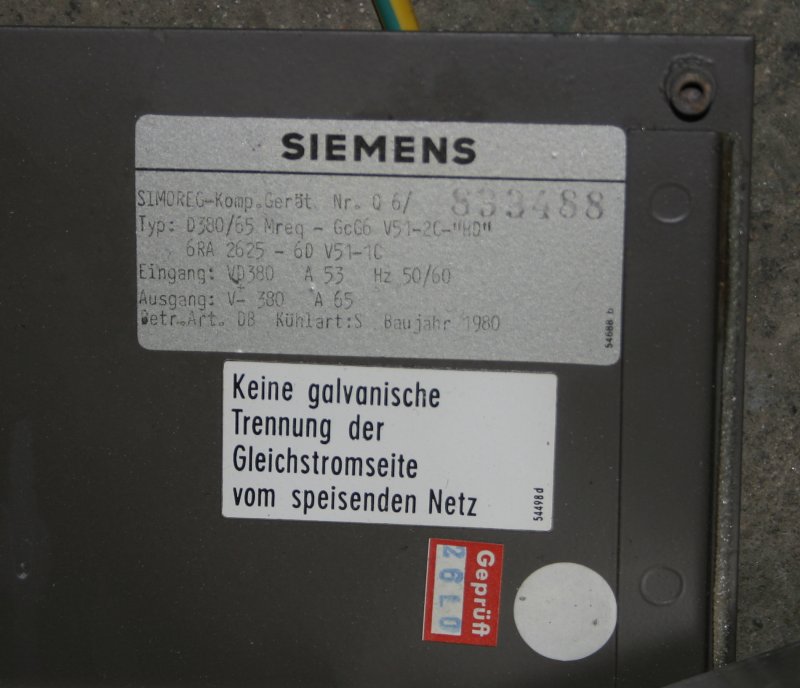 SIEMENS
SIMOREG-Komp.Gerät Nr. Q 6/ 833488
Typ: D380/65 Mreq - GcG6 V51-2C-"HD"
6RA 2625 - 6D V51-1C
Eingang: VD380 A 53 Hz 50/60
Ausgang: V- 380 A 65
Betr.Art. DB Kühlart:S Baujahr 1980
54688 b
Keine galvanische
Trennung der
Gleichstromseite
vom speisenden Netz
54498d
Geprüft